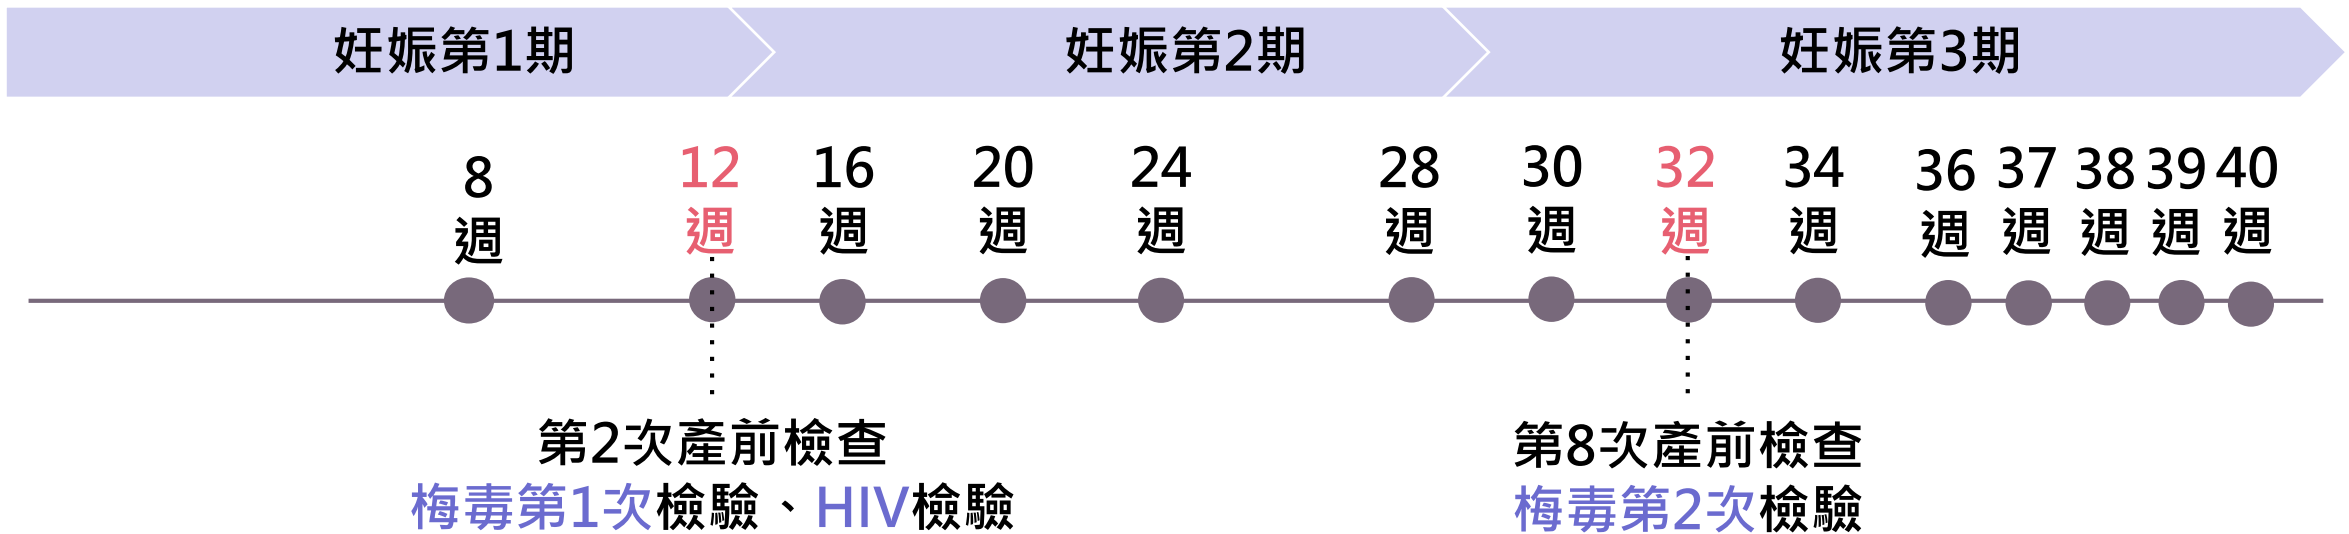 妊娠第1期
妊娠第2期
妊娠第3期
8
週
12
週
16
週
20
週
24
週
28
週
30
週
32
週
34
週
36
週
37
週
38
週
39
週
40
週
第2次產前檢查
梅毒第1次檢驗、HIV檢驗
第8次產前檢查
梅毒第2次檢驗